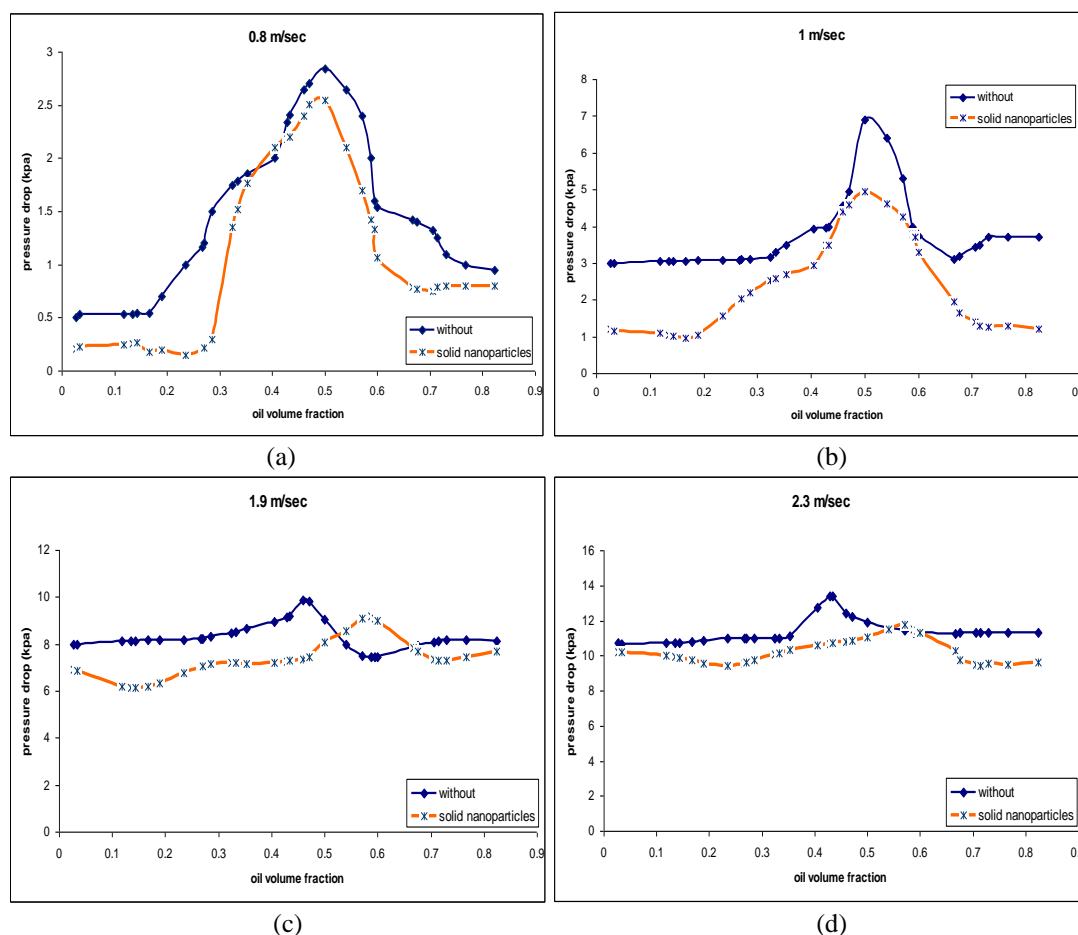 0.8 m/sec
3
2.5
2
1.5
1
0.5
0
pressure drop (kpa)
without
solid nanoparticles
0 0.1 0.2 0.3 0.4 0.5 0.6 0.7 0.8 0.9
oil volume fraction
(a)
1 m/sec
8
7
6
5
4
3
2
1
0
pressure drop (kpa)
without
solid nanoparticles
0 0.1 0.2 0.3 0.4 0.5 0.6 0.7 0.8
oil volume fraction
(b)
1.9 m/sec
12
10
8
6
4
2
0
pressure drop (kpa)
without
solid nanoparticles
0 0.1 0.2 0.3 0.4 0.5 0.6 0.7 0.8 0.9
oil volume fraction
(c)
2.3 m/sec
16
14
12
10
8
6
4
2
0
pressure drop (kpa)
without
solid nanoparticles
0 0.1 0.2 0.3 0.4 0.5 0.6 0.7 0.8
oil volume fraction
(d)